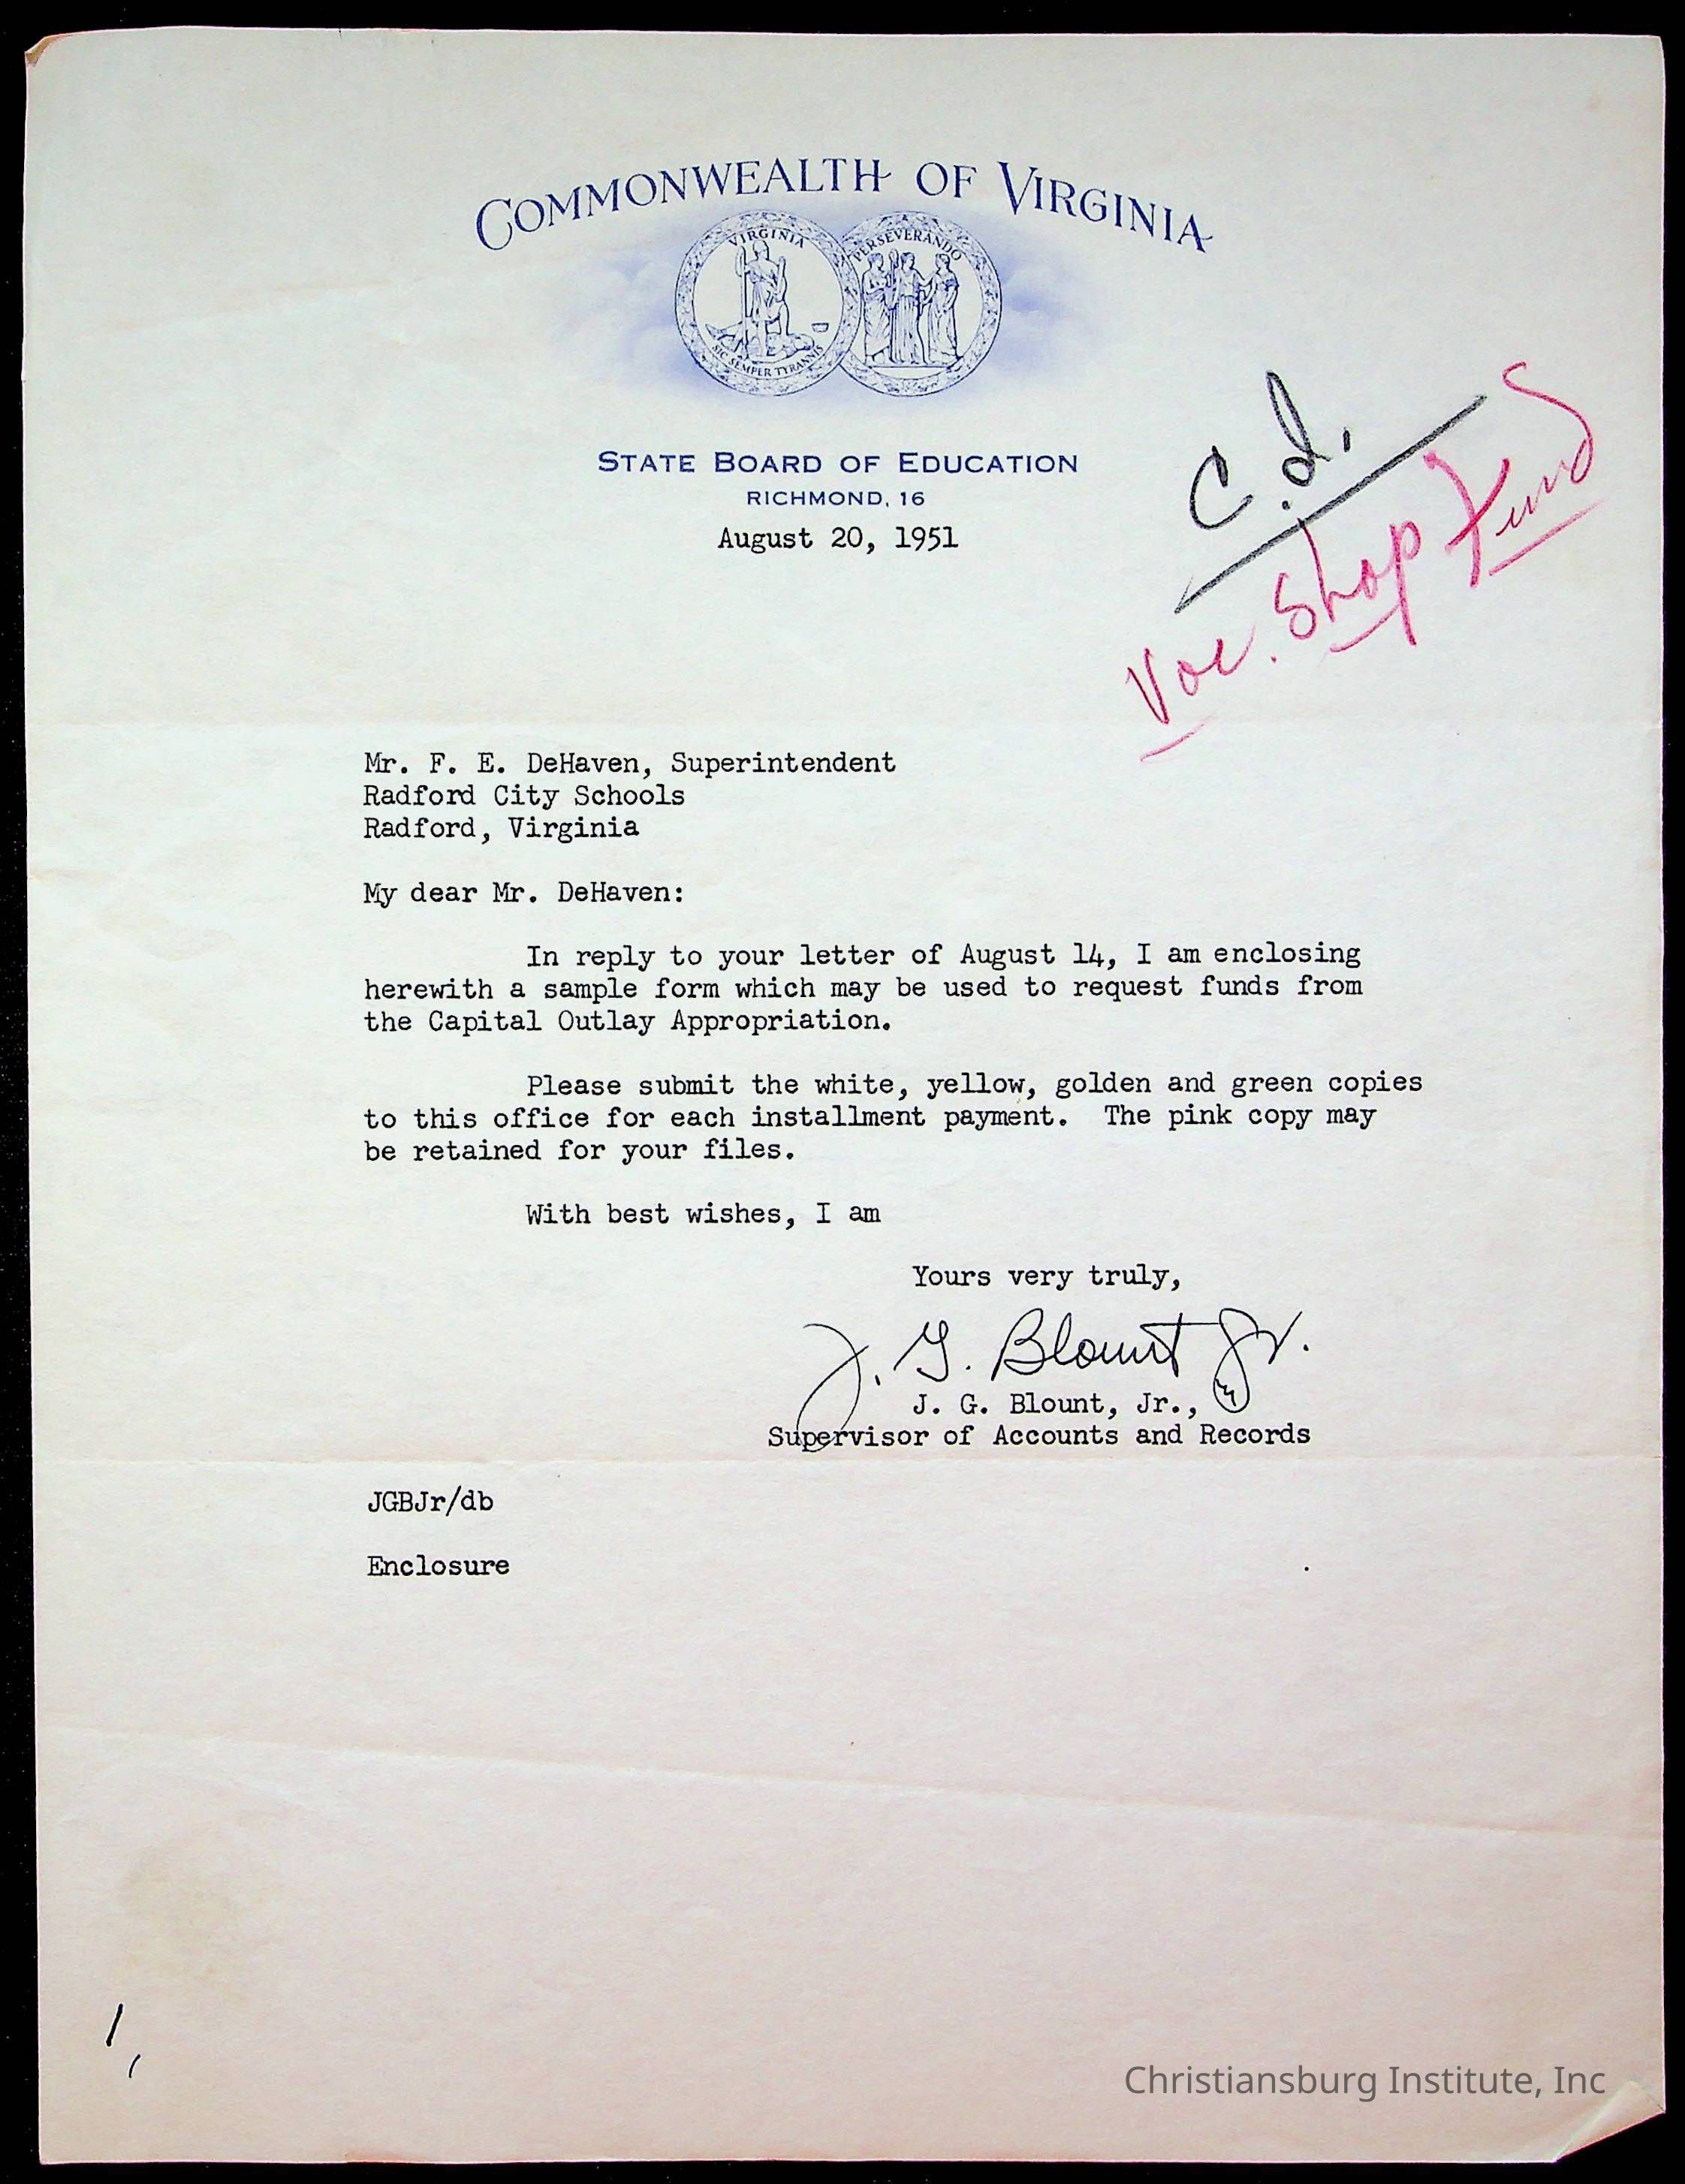 COMMONWEALTH OF VIRGINIA
VIRGINIA
PERSEVERANDO
SIC SEMPER TYRANNIS
STATE BOARD OF EDUCATION
RICHMOND, 16
August 20, 1951
C.I.
Voc. Shop Fund
Mr. F. E. DeHaven, Superintendent
Radford City Schools
Radford, Virginia
My dear Mr. DeHaven:
In reply to your letter of August 14, I am enclosing
herewith a sample form which may be used to request funds from
the Capital Outlay Appropriation.
Please submit the white, yellow, golden and green copies
to this office for each installment payment. The pink copy may
be retained for your files.
With best wishes, I am
Yours very truly,
J. G. Blount Jr.
J. G. Blount, Jr.,
Supervisor of Accounts and Records
JGBJr/db
Enclosure
Christiansburg Institute, Inc